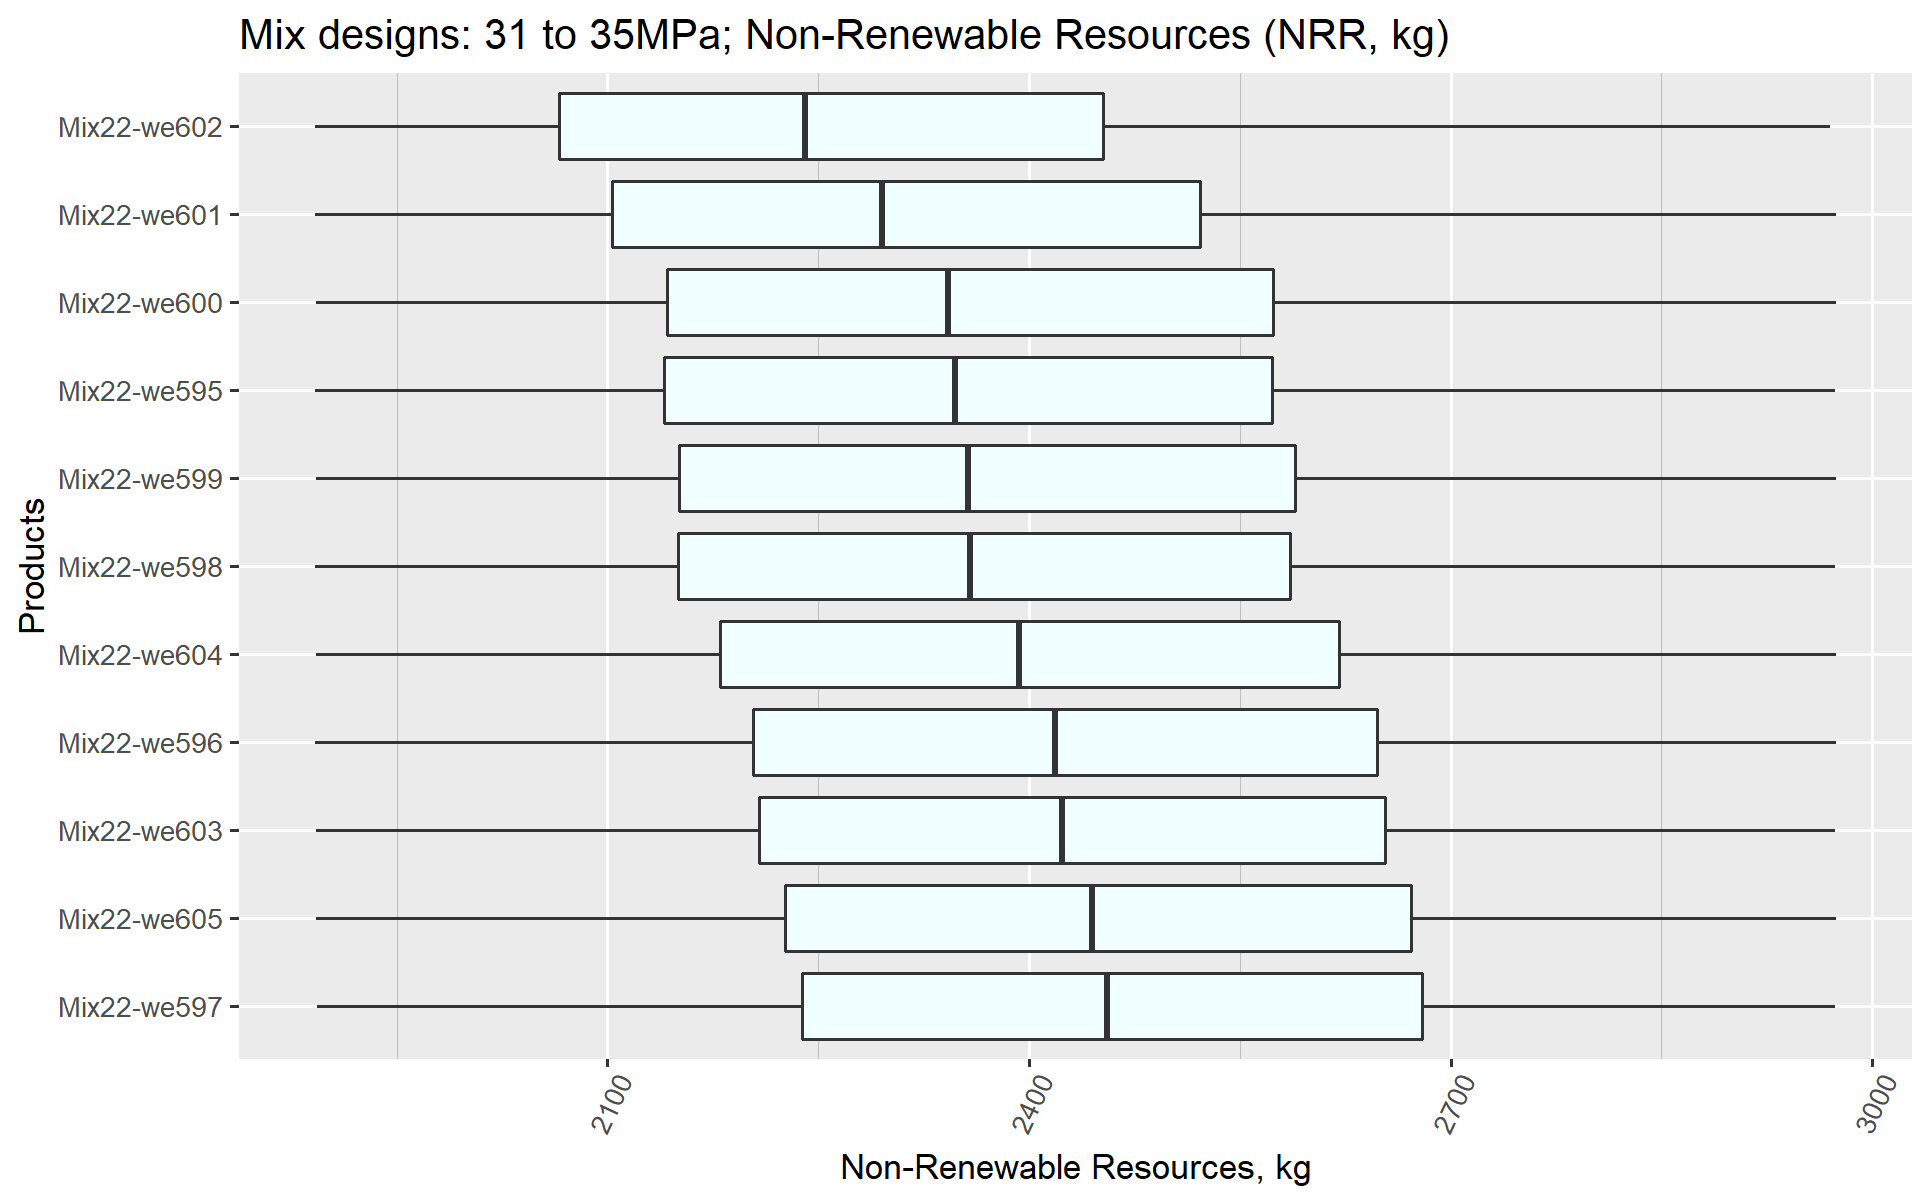 Mix designs: 31 to 35MPa; Non-Renewable Resources (NRR, kg)
Products
Mix22-we602
Mix22-we601
Mix22-we600
Mix22-we595
Mix22-we599
Mix22-we598
Mix22-we604
Mix22-we596
Mix22-we603
Mix22-we605
Mix22-we597
2100
2400
2700
3000
Non-Renewable Resources, kg